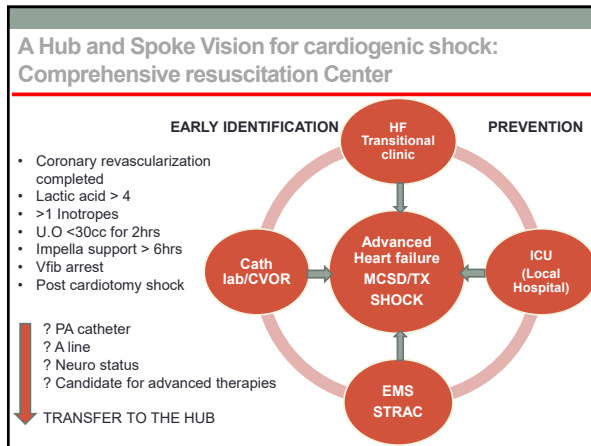 A Hub and Spoke Vision for cardiogenic shock:
Comprehensive resuscitation Center
EARLY IDENTIFICATION
PREVENTION
• Coronary revascularization
completed
• Lactic acid > 4
• >1 Inotropes
• U.O <30cc for 2hrs
• Impella support > 6hrs
• Vfib arrest
• Post cardiotomy shock
? PA catheter
? A line
? Neuro status
? Candidate for advanced therapies
TRANSFER TO THE HUB
HF
Transitional
clinic
Cath
lab/CVOR
Advanced
Heart failure
MCSD/TX
SHOCK
ICU
(Local
Hospital)
EMS
STRAC